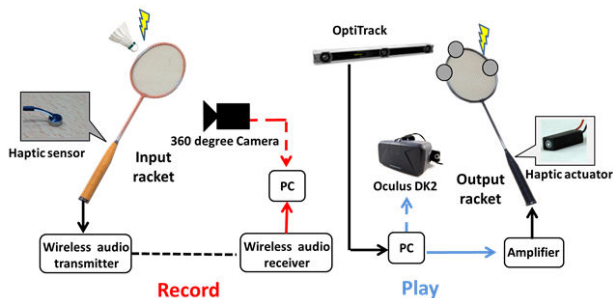 OptiTrack
Haptic sensor
Input
racket
360 degree Camera
PC
Wireless audio
transmitter
Wireless audio
receiver
Record
Oculus DK2
Output
racket
Haptic actuator
PC
Amplifier
Play